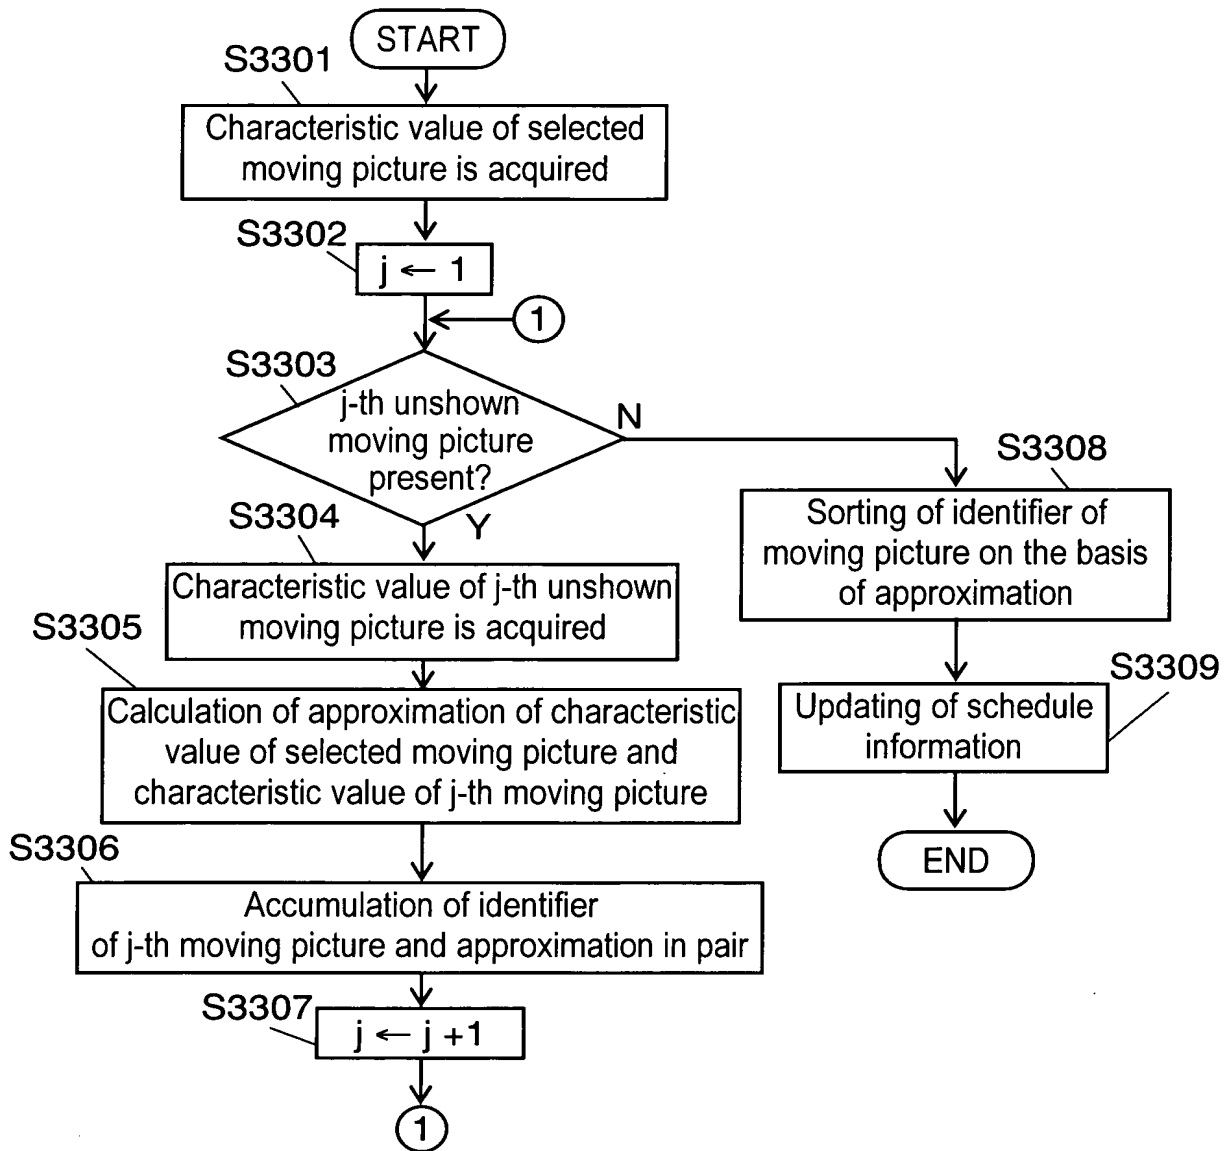 START
S3301
Characteristic value of selected
moving picture is acquired
S3302
j ← 1
1
S3303
j-th unshown
moving picture
present?
N
Y
S3304
Characteristic value of j-th unshown
moving picture is acquired
S3305
Calculation of approximation of characteristic
value of selected moving picture and
characteristic value of j-th moving picture
S3306
Accumulation of identifier
of j-th moving picture and approximation in pair
S3307
j ← j +1
1
S3308
Sorting of identifier of
moving picture on the basis
of approximation
S3309
Updating of schedule
information
END